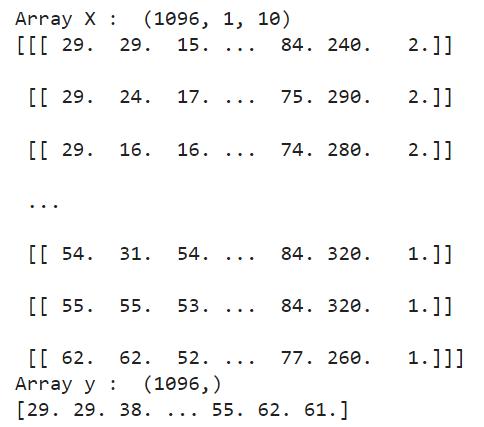 Array X :  (1096, 1, 10)
[[[ 29.  29.  15. ...  84. 240.   2.]]
[[ 29.  24.  17. ...  75. 290.   2.]]
[[ 29.  16.  16. ...  74. 280.   2.]]
...
[[ 54.  31.  54. ...  84. 320.   1.]]
[[ 55.  55.  53. ...  84. 320.   1.]]
[[ 62.  62.  52. ...  77. 260.   1.]]]
Array y :  (1096,)
[29. 29. 38. ... 55. 62. 61.]